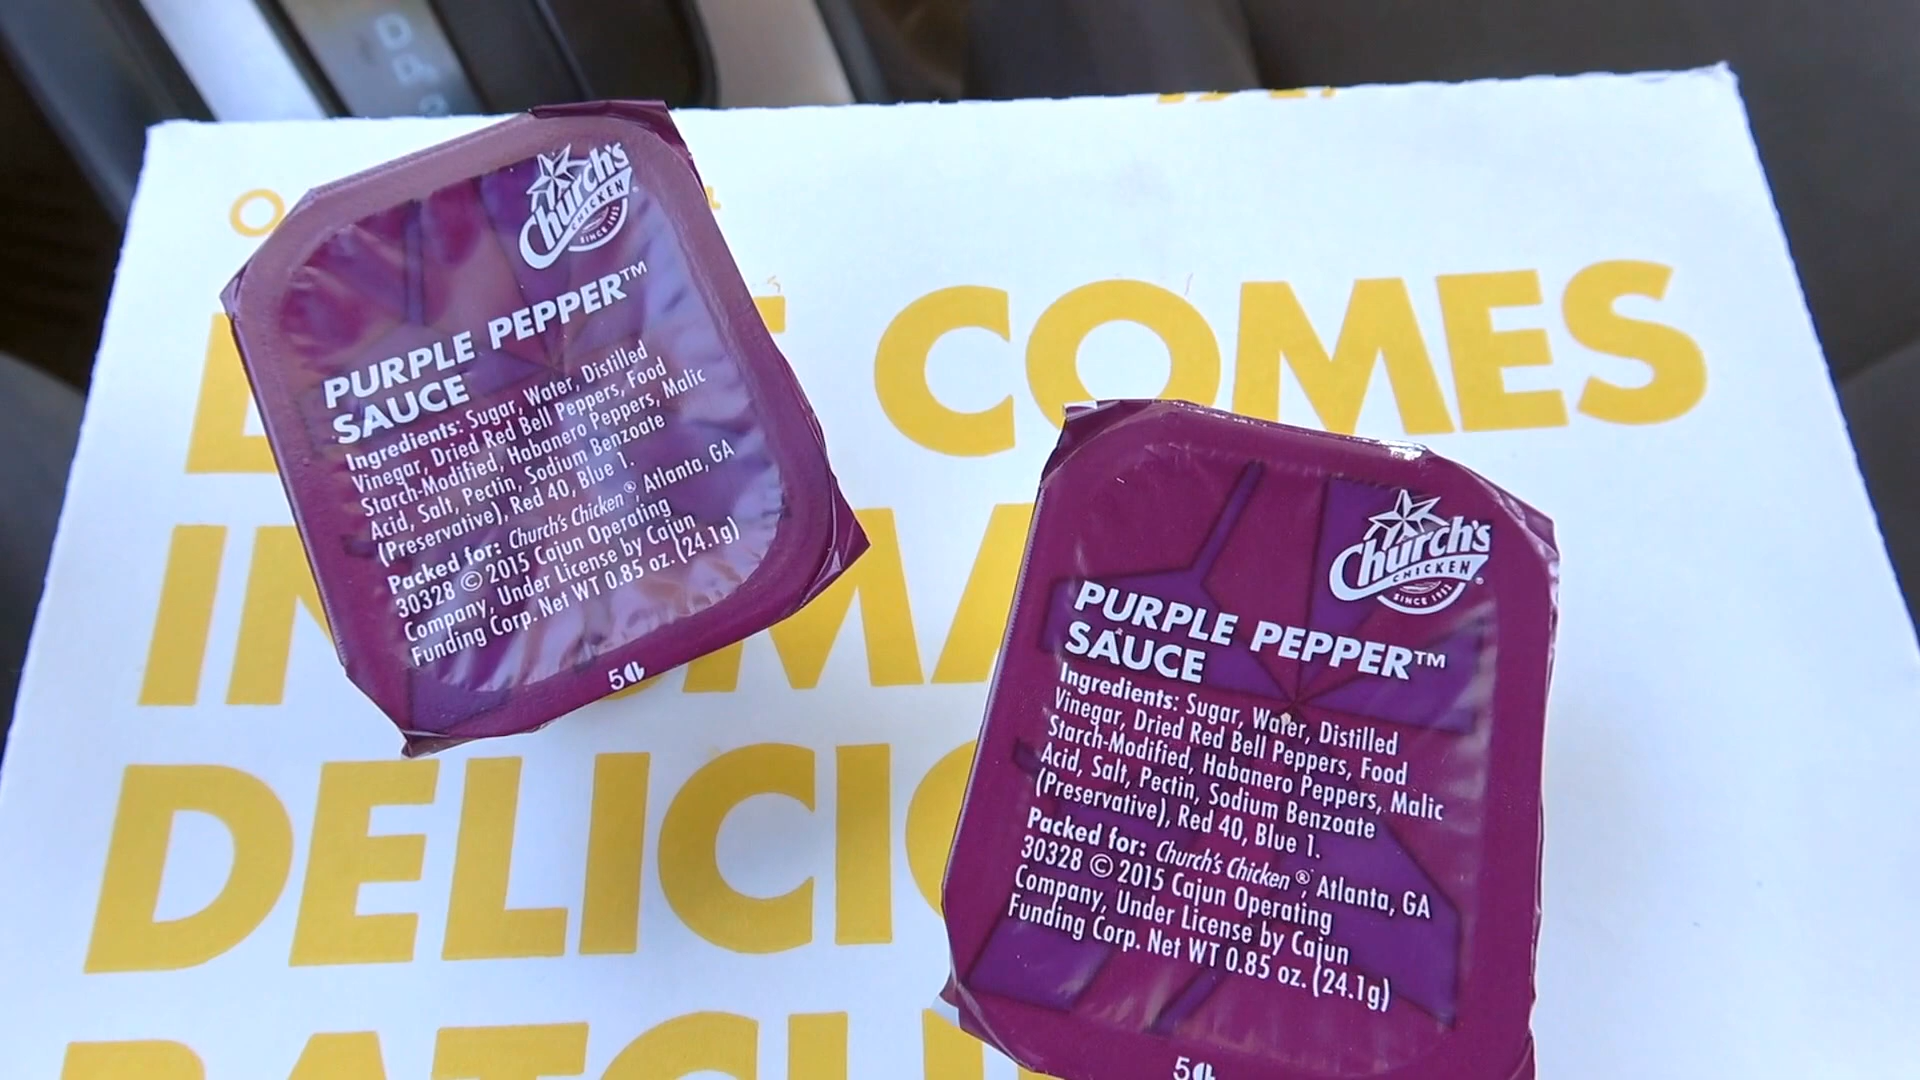 COMES
DELICI
Church's
CHICKEN®
SINCE 1952
PURPLE PEPPER™
SAUCE
Ingredients: Sugar, Water, Distilled
Vinegar, Dried Red Bell Peppers, Food
Starch-Modified, Habanero Peppers, Malic
Acid, Salt, Pectin, Sodium Benzoate
(Preservative), Red 40, Blue 1.
Packed for: Church's Chicken®, Atlanta, GA
30328 © 2015 Cajun Operating
Company, Under License by Cajun
Funding Corp. Net WT 0.85 oz. (24.1g)
5
Church's
CHICKEN®
SINCE 1952
PURPLE PEPPER™
SAUCE
Ingredients: Sugar, Water, Distilled
Vinegar, Dried Red Bell Peppers, Food
Starch-Modified, Habanero Peppers, Malic
Acid, Salt, Pectin, Sodium Benzoate
(Preservative), Red 40, Blue 1.
Packed for: Church's Chicken®, Atlanta, GA
30328 © 2015 Cajun Operating
Company, Under License by Cajun
Funding Corp. Net WT 0.85 oz. (24.1g)
5